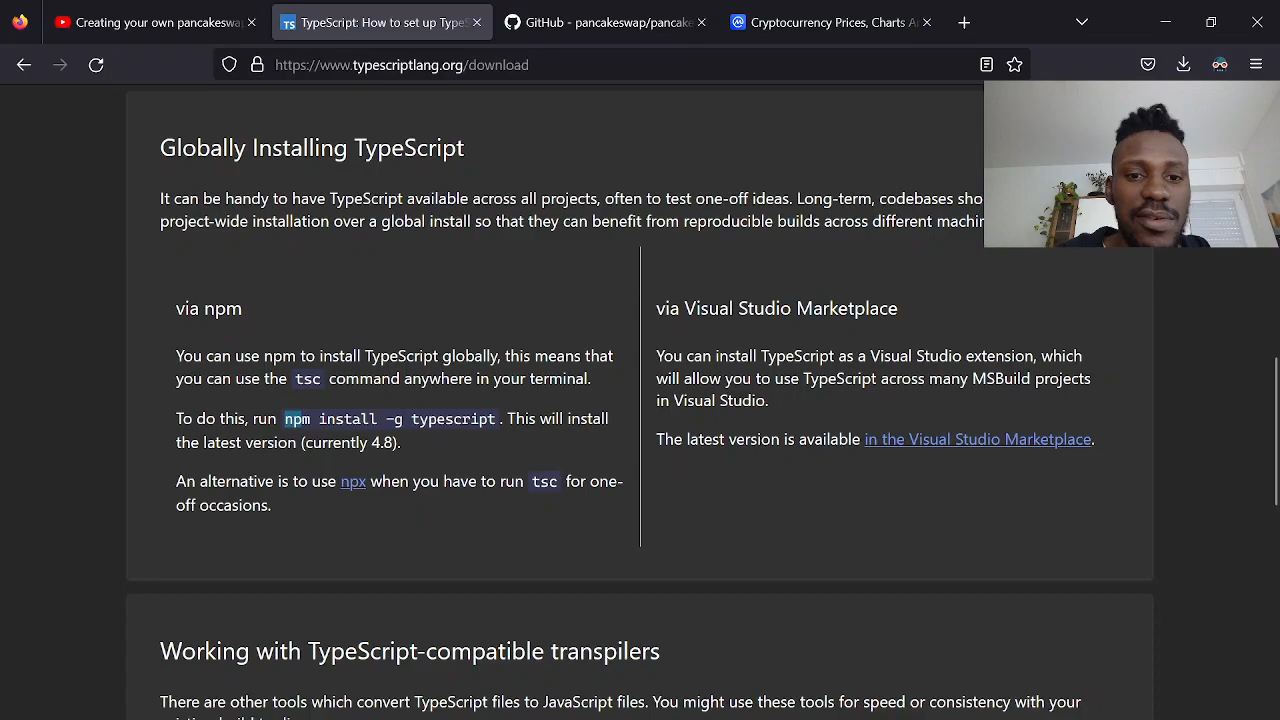 Creating your own pancakeswa
TypeScript: How to set up TypeS
GitHub - pancakeswap/pancake
Cryptocurrency Prices, Charts A
https://www.typescriptlang.org/download
Globally Installing TypeScript
It can be handy to have TypeScript available across all projects, often to test one-off ideas. Long-term, codebases sho
project-wide installation over a global install so that they can benefit from reproducible builds across different machin
via npm
You can use npm to install TypeScript globally, this means that
you can use the tsc command anywhere in your terminal.
To do this, run npm install -g typescript. This will install
the latest version (currently 4.8).
An alternative is to use npx when you have to run tsc for one-
off occasions.
via Visual Studio Marketplace
You can install TypeScript as a Visual Studio extension, which
will allow you to use TypeScript across many MSBuild projects
in Visual Studio.
The latest version is available in the Visual Studio Marketplace.
Working with TypeScript-compatible transpilers
There are other tools which convert TypeScript files to JavaScript files. You might use these tools for speed or consistency with your